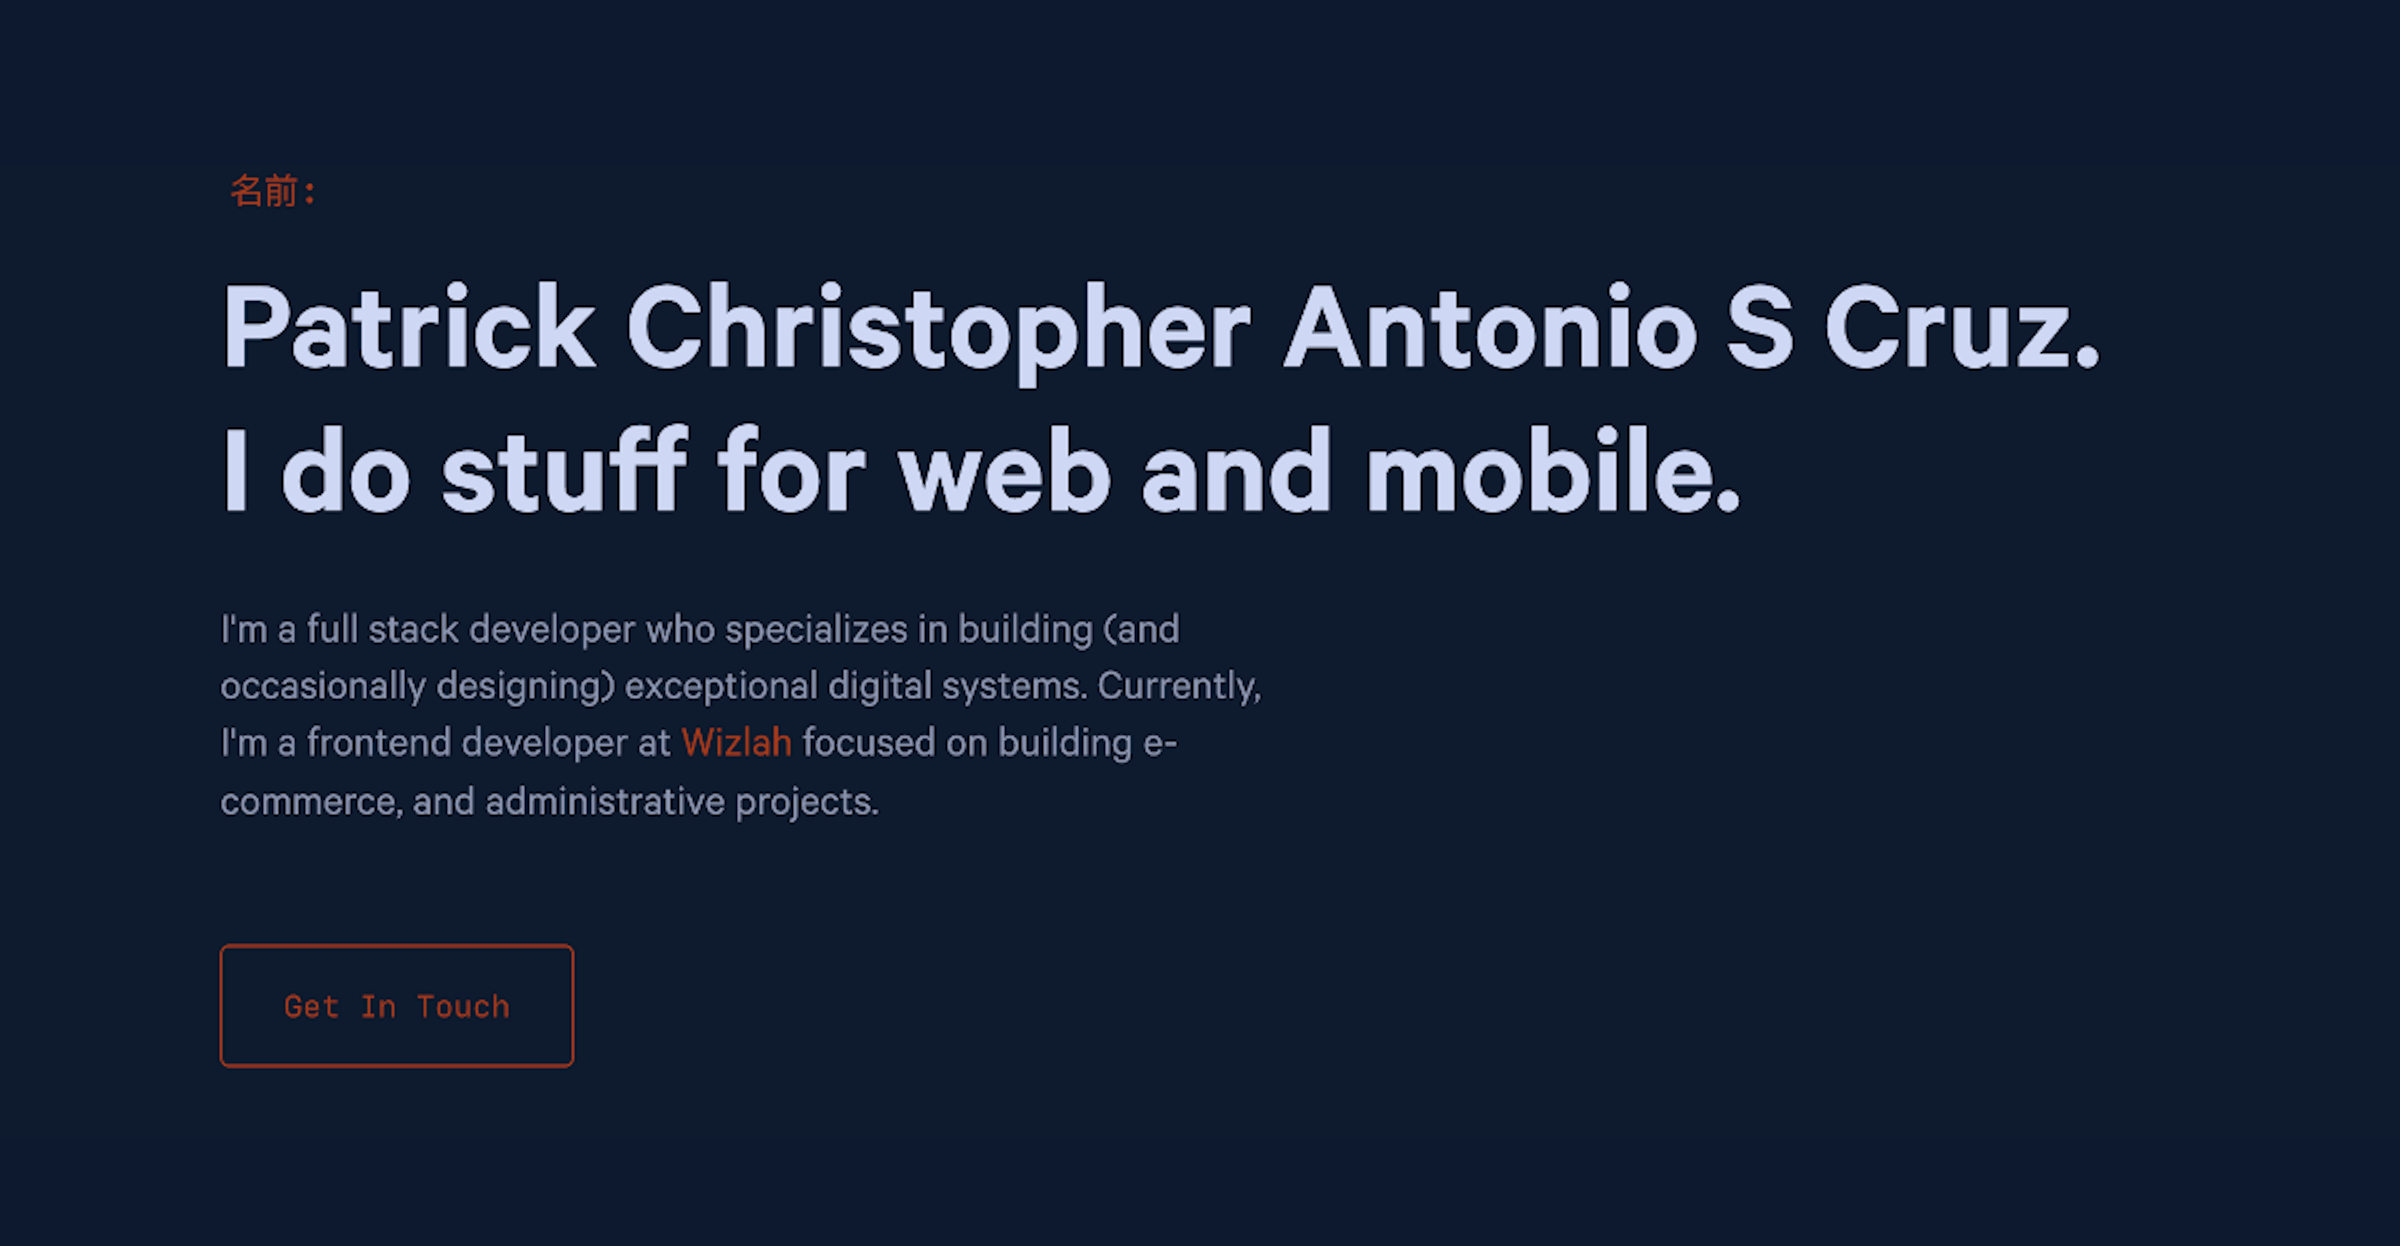 名前:
Patrick Christopher Antonio S Cruz.
I do stuff for web and mobile.
I'm a full stack developer who specializes in building (and
occasionally designing) exceptional digital systems. Currently,
I'm a frontend developer at Wizlah focused on building e-
commerce, and administrative projects.
Get In Touch